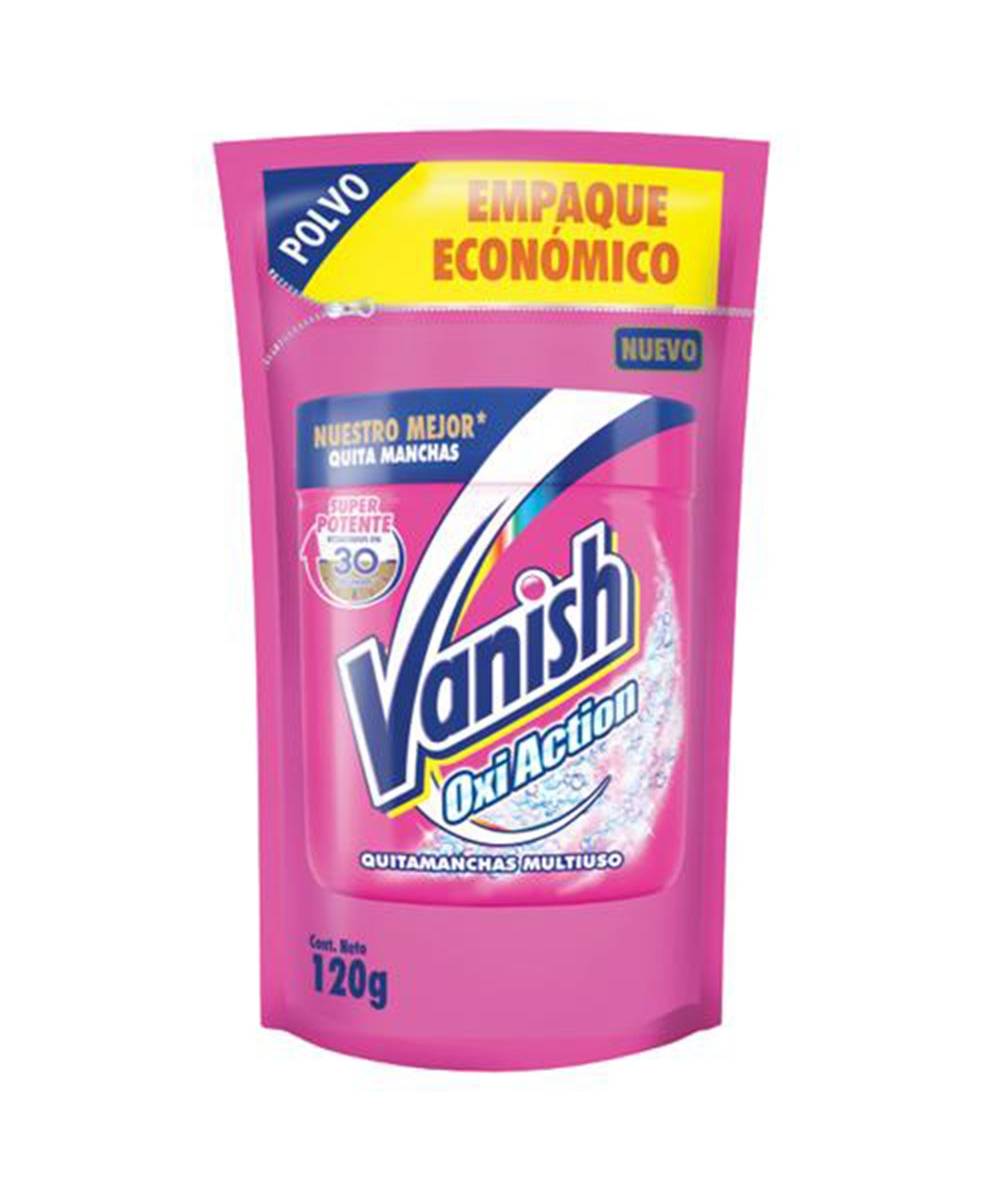 POLVO
EMPAQUE
ECONÓMICO
NUEVO
NUESTRO MEJOR*
QUITA MANCHAS
SUPER
POTENTE
30
Vanish
Oxi Action
QUITAMANCHAS MULTIUSO
Cont. Neto
120g